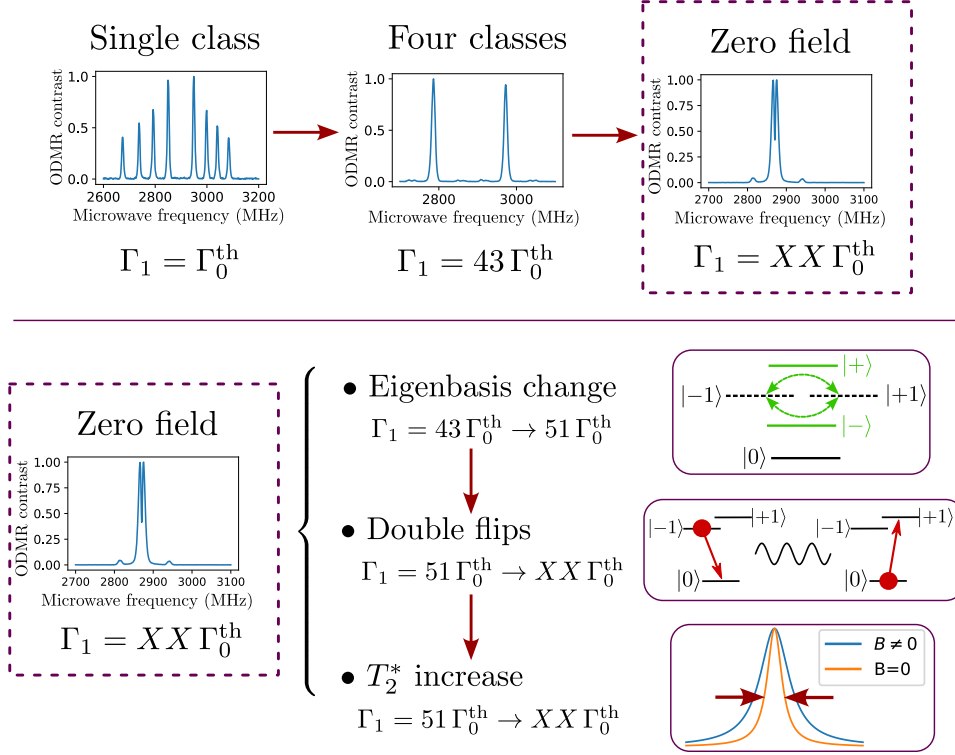 Single class
Four classes
Zero field
ODMR contrast
1.0
0.5
0.0
2600 2800 3000 3200
Microwave frequency (MHz)
Γ₁ = Γ₀ᵗʰ
ODMR contrast
1.0
0.5
0.0
2800 3000
Microwave frequency (MHz)
Γ₁ = 43 Γ₀ᵗʰ
ODMR contrast
1.00
0.75
0.50
0.25
0.00
2700 2800 2900 3000 3100
Microwave frequency (MHz)
Γ₁ = XX Γ₀ᵗʰ
Zero field
ODMR contrast
1.00
0.75
0.50
0.25
0.00
2700 2800 2900 3000 3100
Microwave frequency (MHz)
Γ₁ = XX Γ₀ᵗʰ
• Eigenbasis change
Γ₁ = 43 Γ₀ᵗʰ → 51 Γ₀ᵗʰ
• Double flips
Γ₁ = 51 Γ₀ᵗʰ → XX Γ₀ᵗʰ
• T₂* increase
Γ₁ = 51 Γ₀ᵗʰ → XX Γ₀ᵗʰ
|+⟩
|−1⟩ |+1⟩
|−⟩
|0⟩
|−1⟩ |+1⟩ |−1⟩ |+1⟩
|0⟩ |0⟩
B ≠ 0
B=0